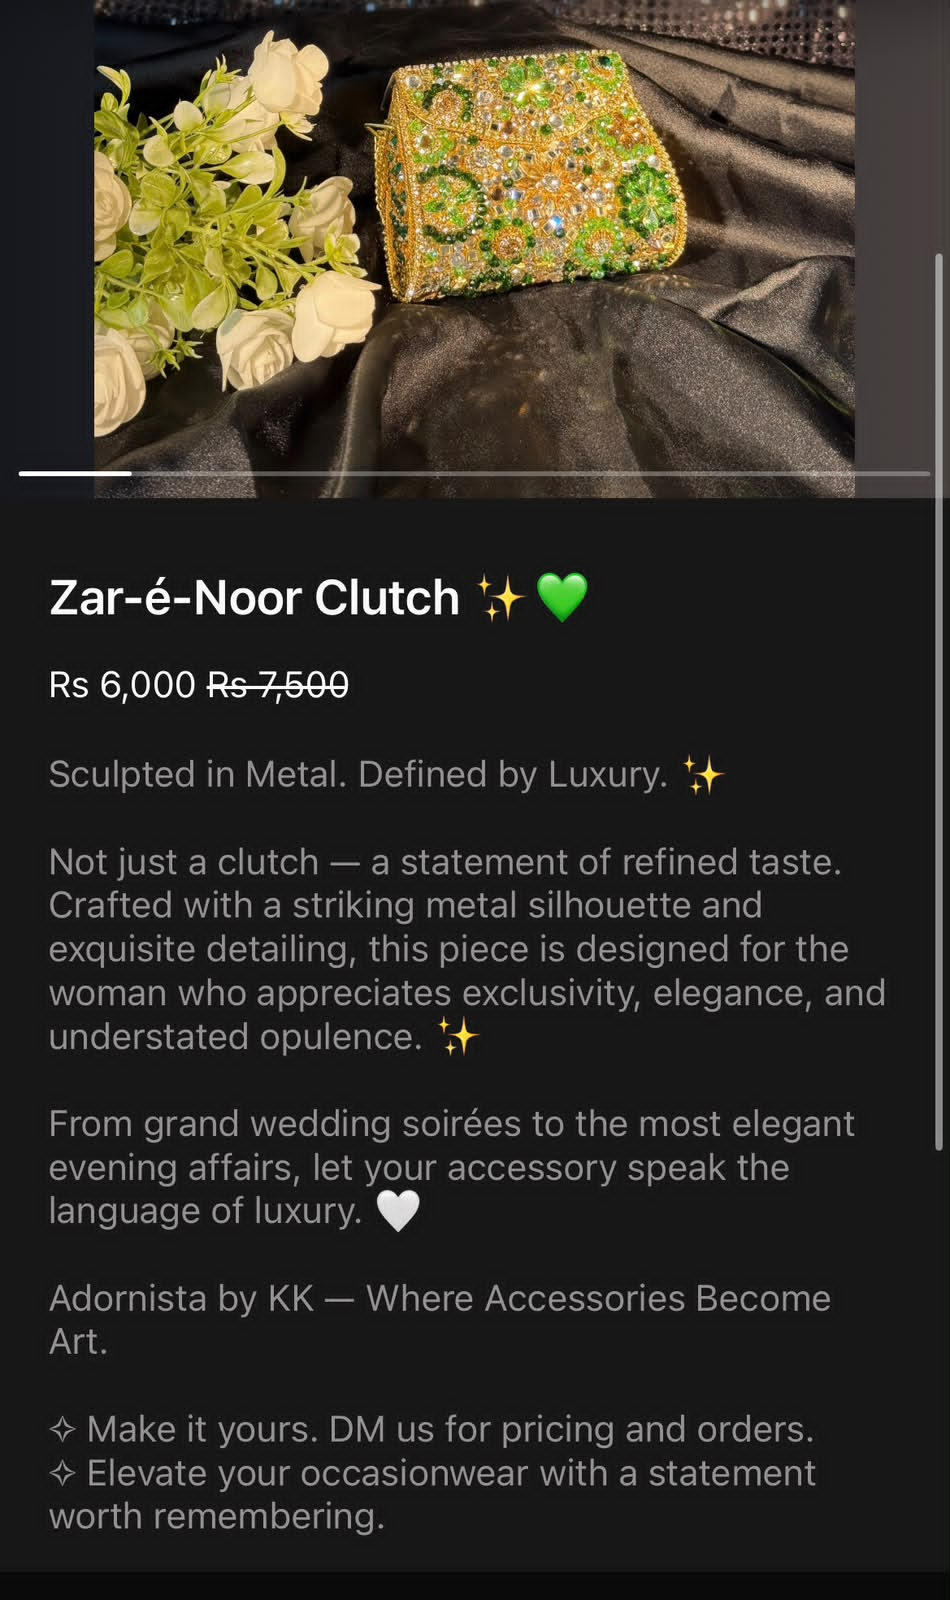 Zar-é-Noor Clutch ✨💚
Rs 6,000 Rs 7,500
Sculpted in Metal. Defined by Luxury. ✨
Not just a clutch — a statement of refined taste.
Crafted with a striking metal silhouette and
exquisite detailing, this piece is designed for the
woman who appreciates exclusivity, elegance, and
understated opulence. ✨
From grand wedding soirées to the most elegant
evening affairs, let your accessory speak the
language of luxury. 🤍
Adornista by KK — Where Accessories Become
Art.
✧ Make it yours. DM us for pricing and orders.
✧ Elevate your occasionwear with a statement
worth remembering.